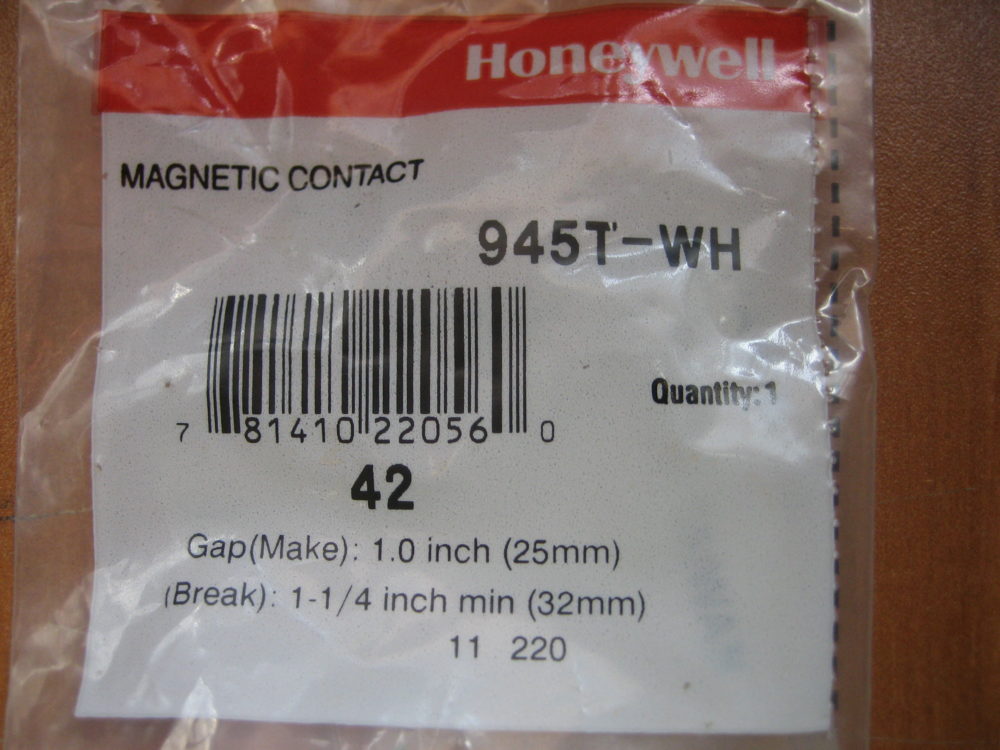 Honeywell
MAGNETIC CONTACT
945T-WH
Quantity: 1
7 81410 22056 0
42
Gap(Make): 1.0 inch (25mm)
(Break): 1-1/4 inch min (32mm)
11 220